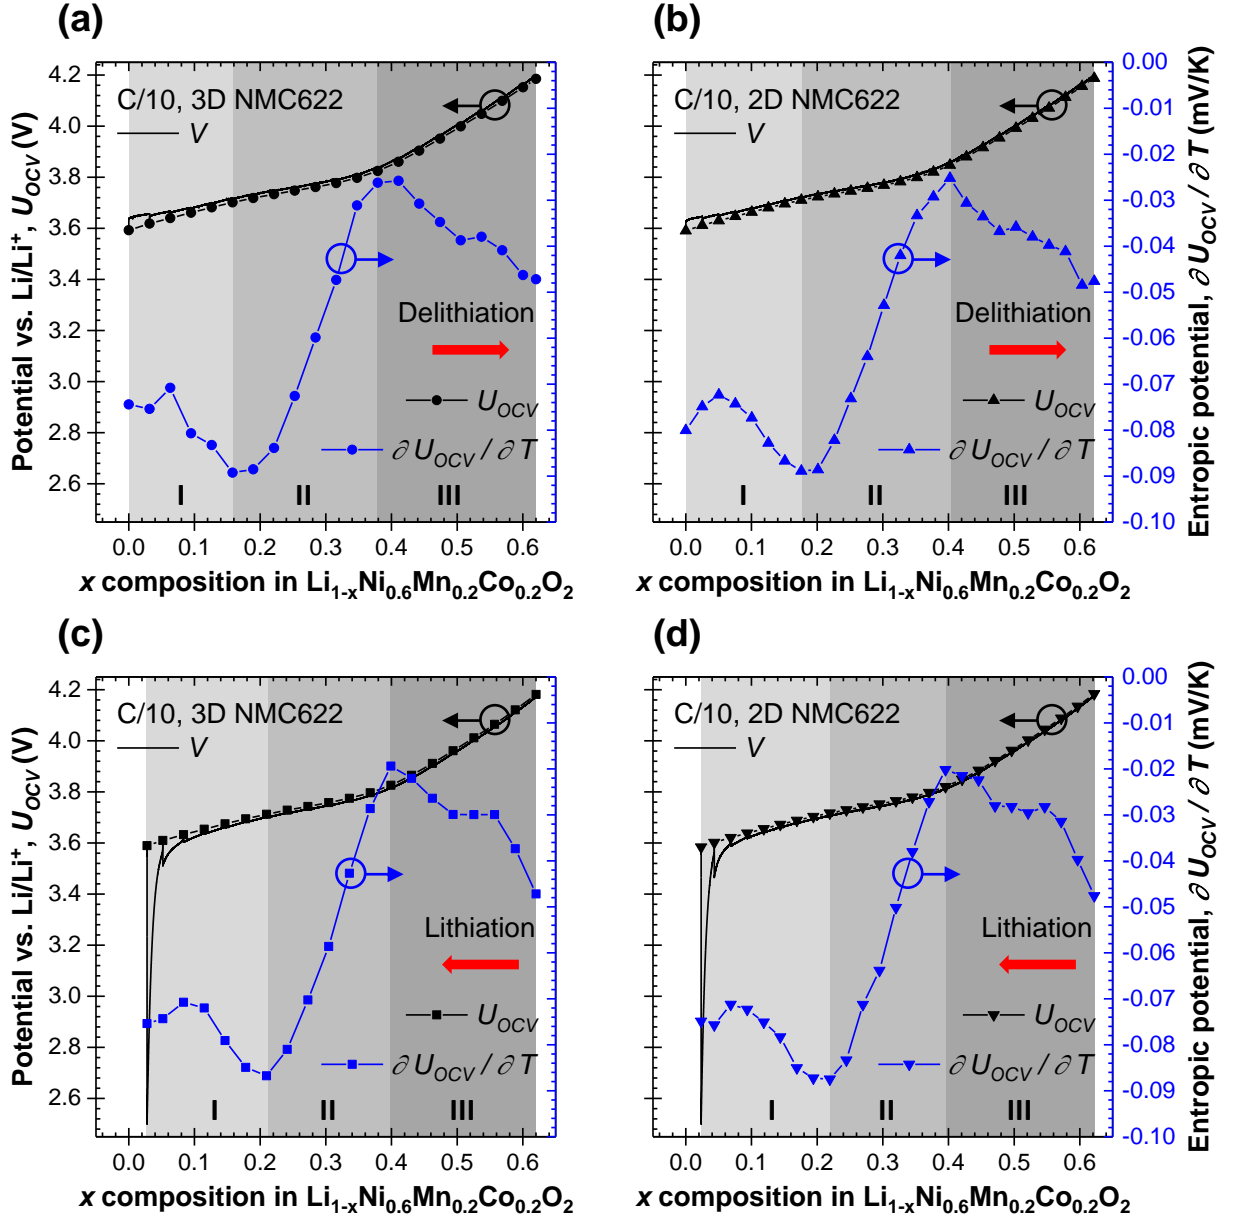 (a)
Potential vs. Li/Li⁺, U_OCV (V)
4.2
4.0
3.8
3.6
3.4
3.2
3.0
2.8
2.6
C/10, 3D NMC622
V
Delithiation
U_OCV
∂U_OCV / ∂T
I II III
0.0 0.1 0.2 0.3 0.4 0.5 0.6
x composition in Li₁₋ₓNi₀.₆Mn₀.₂Co₀.₂O₂
(b)
C/10, 2D NMC622
V
Delithiation
U_OCV
∂U_OCV / ∂T
I II III
0.00
-0.01
-0.02
-0.03
-0.04
-0.05
-0.06
-0.07
-0.08
-0.09
-0.10
Entropic potential, ∂U_OCV / ∂T (mV/K)
0.0 0.1 0.2 0.3 0.4 0.5 0.6
x composition in Li₁₋ₓNi₀.₆Mn₀.₂Co₀.₂O₂
(c)
Potential vs. Li/Li⁺, U_OCV (V)
4.2
4.0
3.8
3.6
3.4
3.2
3.0
2.8
2.6
C/10, 3D NMC622
V
Lithiation
U_OCV
∂U_OCV / ∂T
I II III
0.0 0.1 0.2 0.3 0.4 0.5 0.6
x composition in Li₁₋ₓNi₀.₆Mn₀.₂Co₀.₂O₂
(d)
C/10, 2D NMC622
V
Lithiation
U_OCV
∂U_OCV / ∂T
I II III
0.00
-0.01
-0.02
-0.03
-0.04
-0.05
-0.06
-0.07
-0.08
-0.09
-0.10
Entropic potential, ∂U_OCV / ∂T (mV/K)
0.0 0.1 0.2 0.3 0.4 0.5 0.6
x composition in Li₁₋ₓNi₀.₆Mn₀.₂Co₀.₂O₂